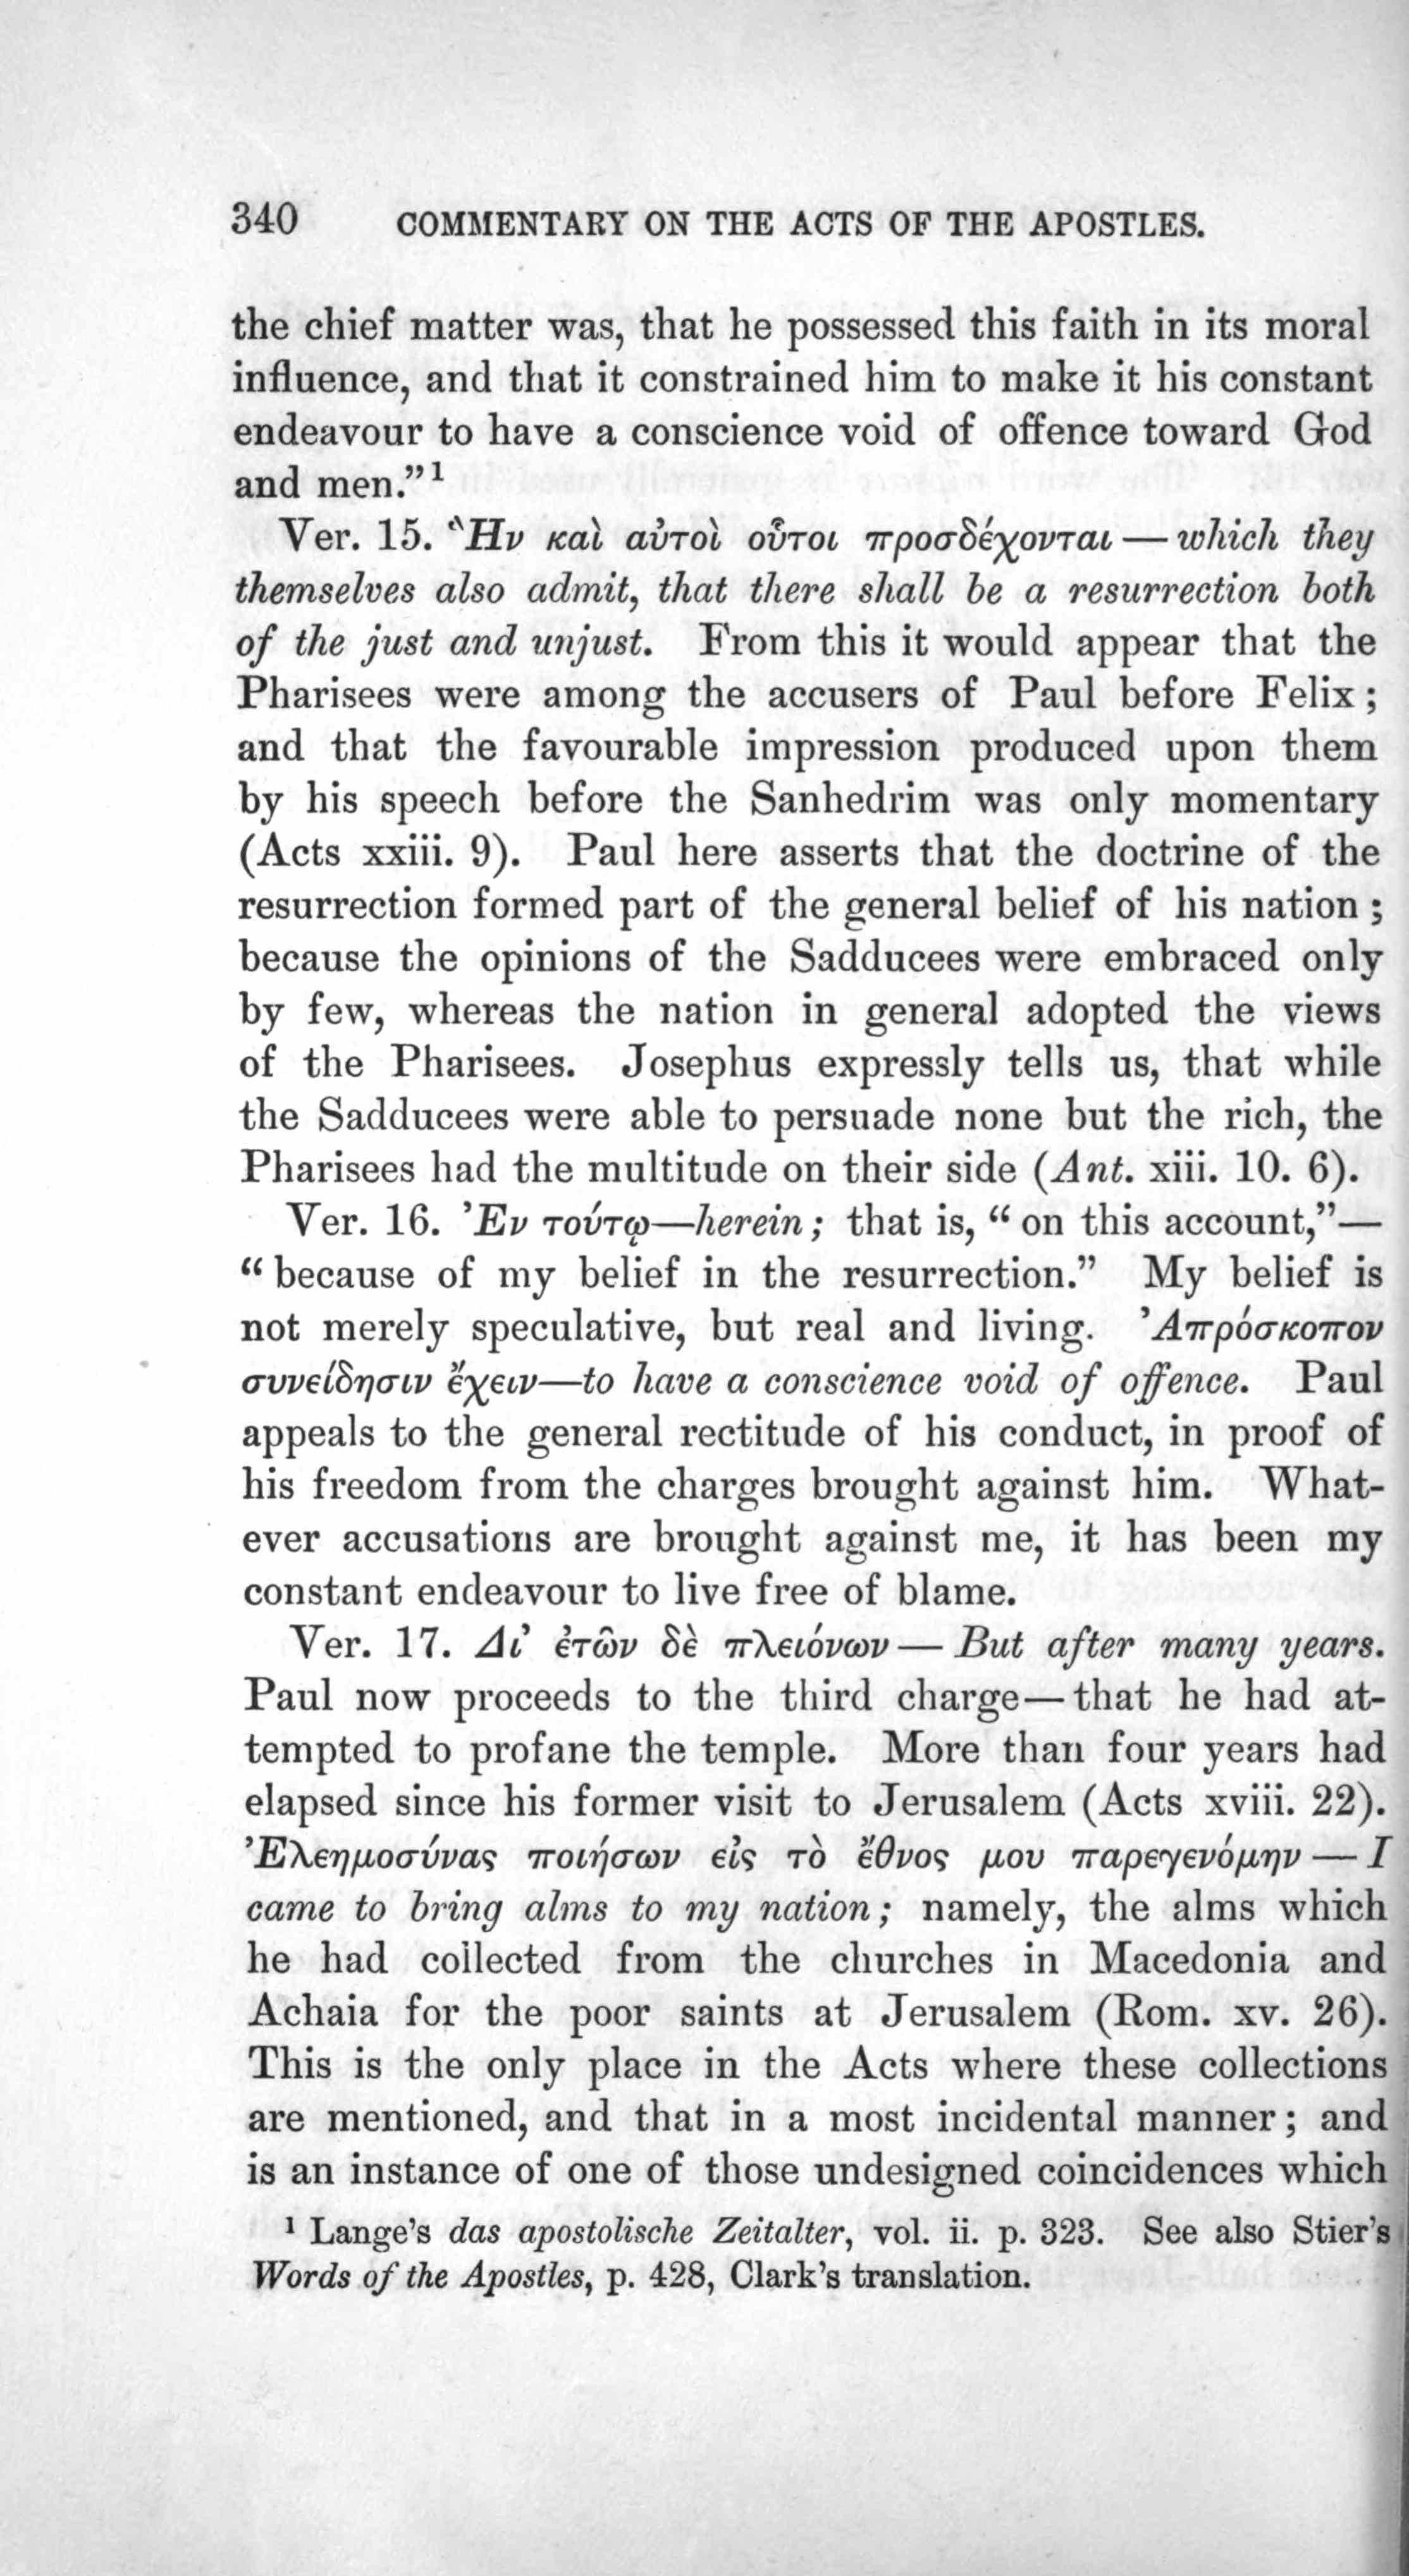 340 COMMENTARY ON THE ACTS OF THE APOSTLES.
the chief matter was, that he possessed this faith in its moral
influence, and that it constrained him to make it his constant
endeavour to have a conscience void of offence toward God
and men.”¹
Ver. 15. Ἣν καὶ αὐτοὶ οὗτοι προσδέχονται — which they
themselves also admit, that there shall be a resurrection both
of the just and unjust. From this it would appear that the
Pharisees were among the accusers of Paul before Felix;
and that the favourable impression produced upon them
by his speech before the Sanhedrim was only momentary
(Acts xxiii. 9). Paul here asserts that the doctrine of the
resurrection formed part of the general belief of his nation;
because the opinions of the Sadducees were embraced only
by few, whereas the nation in general adopted the views
of the Pharisees. Josephus expressly tells us, that while
the Sadducees were able to persuade none but the rich, the
Pharisees had the multitude on their side (Ant. xiii. 10. 6).
Ver. 16. Ἐν τούτῳ—herein; that is, “on this account,”—
“because of my belief in the resurrection.” My belief is
not merely speculative, but real and living. Ἀπρόσκοπον
συνείδησιν ἔχειν—to have a conscience void of offence. Paul
appeals to the general rectitude of his conduct, in proof of
his freedom from the charges brought against him. What-
ever accusations are brought against me, it has been my
constant endeavour to live free of blame.
Ver. 17. Δι’ ἐτῶν δὲ πλειόνων — But after many years.
Paul now proceeds to the third charge—that he had at-
tempted to profane the temple. More than four years had
elapsed since his former visit to Jerusalem (Acts xviii. 22).
Ἐλεημοσύνας ποιήσων εἰς τὸ ἔθνος μου παρεγενόμην — I
came to bring alms to my nation; namely, the alms which
he had collected from the churches in Macedonia and
Achaia for the poor saints at Jerusalem (Rom. xv. 26).
This is the only place in the Acts where these collections
are mentioned, and that in a most incidental manner; and
is an instance of one of those undesigned coincidences which
¹ Lange’s das apostolische Zeitalter, vol. ii. p. 323. See also Stier’s
Words of the Apostles, p. 428, Clark’s translation.